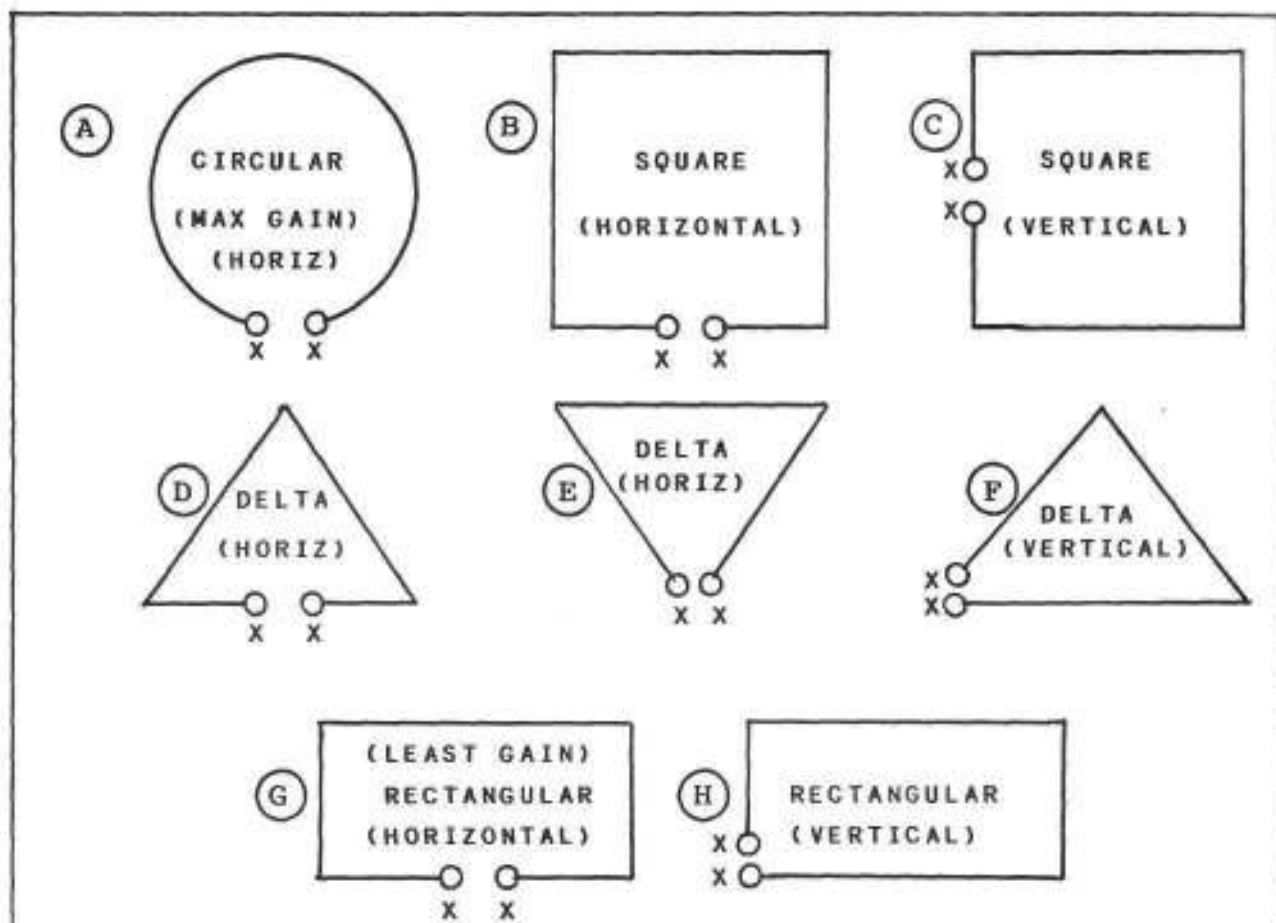 A
CIRCULAR
(MAX GAIN)
(HORIZ)
X X
B
SQUARE
(HORIZONTAL)
X X
C
SQUARE
(VERTICAL)
X
X
D
DELTA
(HORIZ)
X X
E
DELTA
(HORIZ)
X X
F
DELTA
(VERTICAL)
X
X
G
(LEAST GAIN)
RECTANGULAR
(HORIZONTAL)
X X
H
RECTANGULAR
(VERTICAL)
X
X